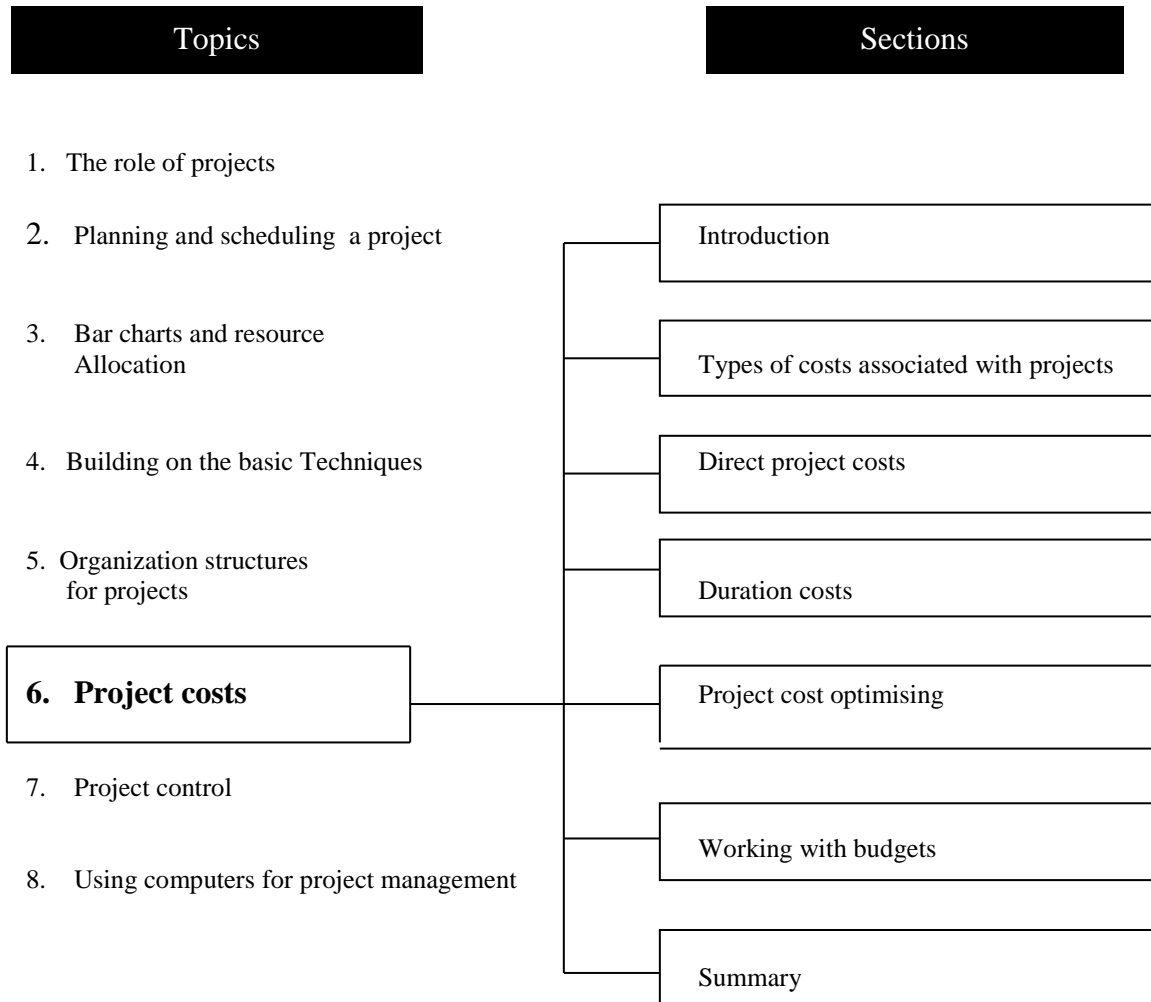 Topics
Sections
1. The role of projects
2. Planning and scheduling a project
3. Bar charts and resource
Allocation
4. Building on the basic Techniques
5. Organization structures
for projects
6. Project costs
7. Project control
8. Using computers for project management
Introduction
Types of costs associated with projects
Direct project costs
Duration costs
Project cost optimising
Working with budgets
Summary